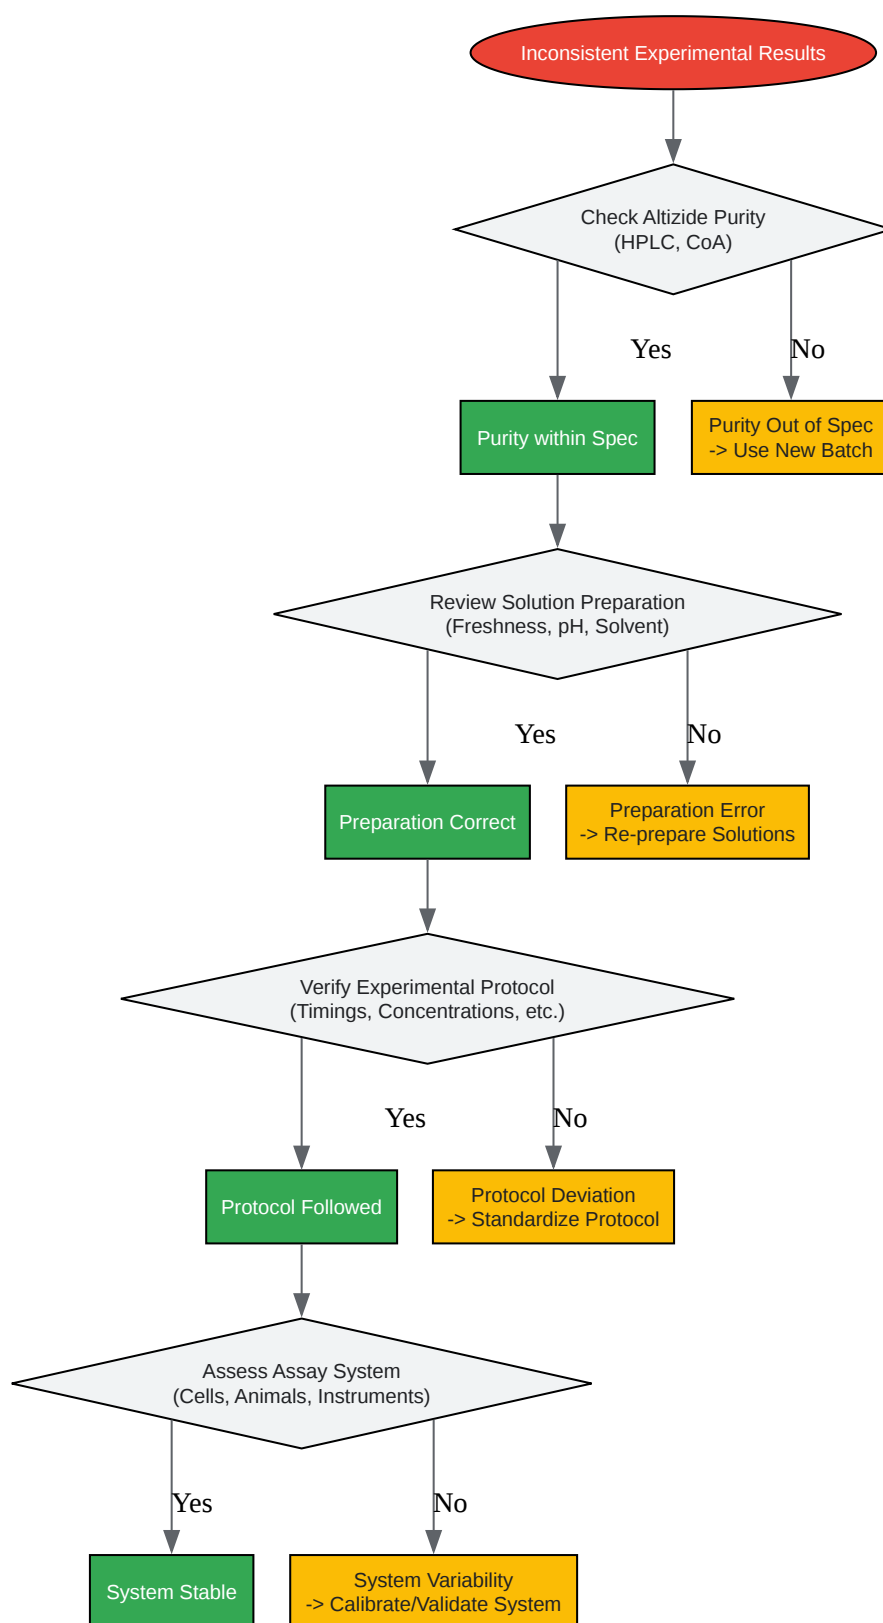 Inconsistent Experimental Results
Check Altizide Purity
(HPLC, CoA)
Yes
No
Purity within Spec
Purity Out of Spec
-> Use New Batch
Review Solution Preparation
(Freshness, pH, Solvent)
Yes
No
Preparation Correct
Preparation Error
-> Re-prepare Solutions
Verify Experimental Protocol
(Timings, Concentrations, etc.)
Yes
No
Protocol Followed
Protocol Deviation
-> Standardize Protocol
Assess Assay System
(Cells, Animals, Instruments)
Yes
No
System Stable
System Variability
-> Calibrate/Validate System